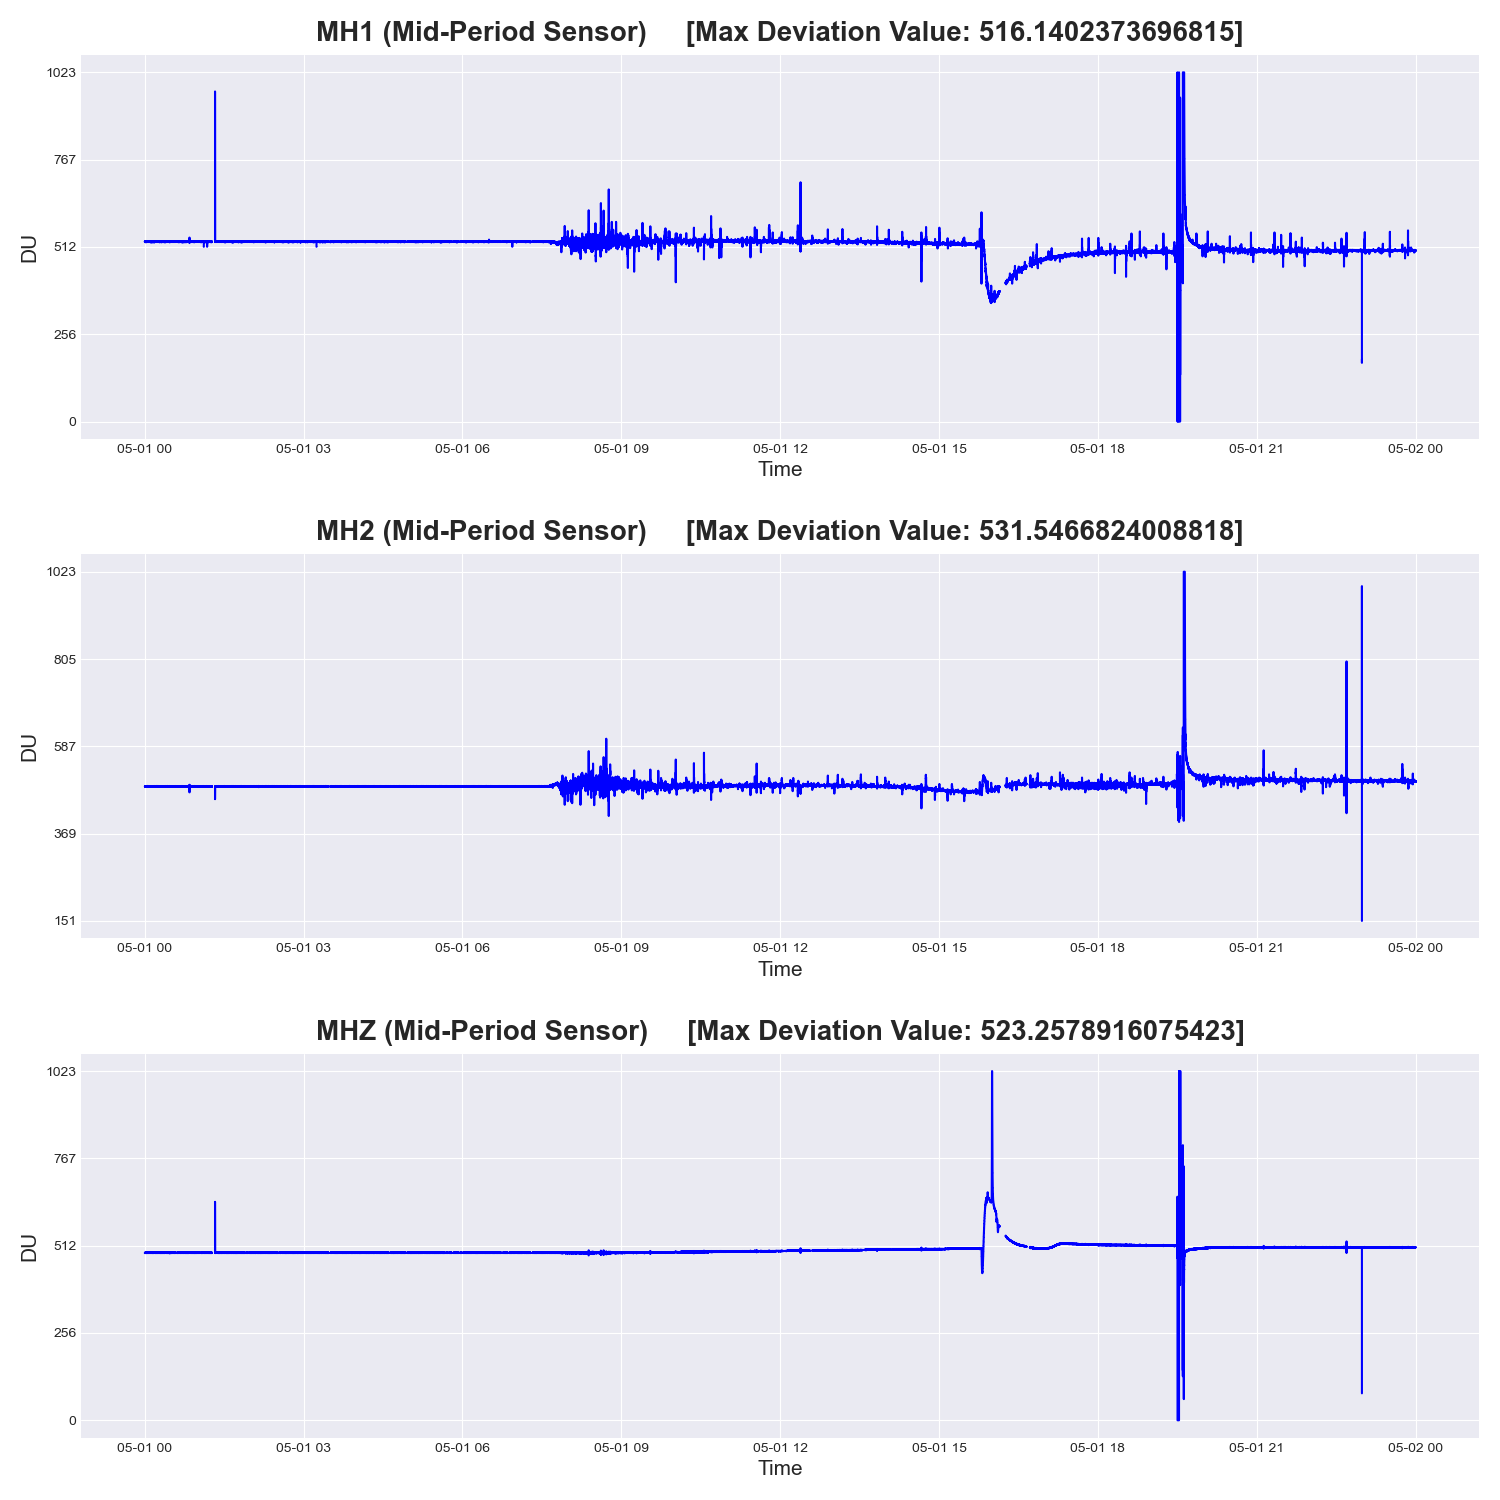 MH1 (Mid-Period Sensor) [Max Deviation Value: 516.1402373696815]
1023
767
512
256
0
DU
05-01 00 05-01 03 05-01 06 05-01 09 05-01 12 05-01 15 05-01 18 05-01 21 05-02 00
Time
MH2 (Mid-Period Sensor) [Max Deviation Value: 531.5466824008818]
1023
805
587
369
151
DU
05-01 00 05-01 03 05-01 06 05-01 09 05-01 12 05-01 15 05-01 18 05-01 21 05-02 00
Time
MHZ (Mid-Period Sensor) [Max Deviation Value: 523.2578916075423]
1023
767
512
256
0
DU
05-01 00 05-01 03 05-01 06 05-01 09 05-01 12 05-01 15 05-01 18 05-01 21 05-02 00
Time